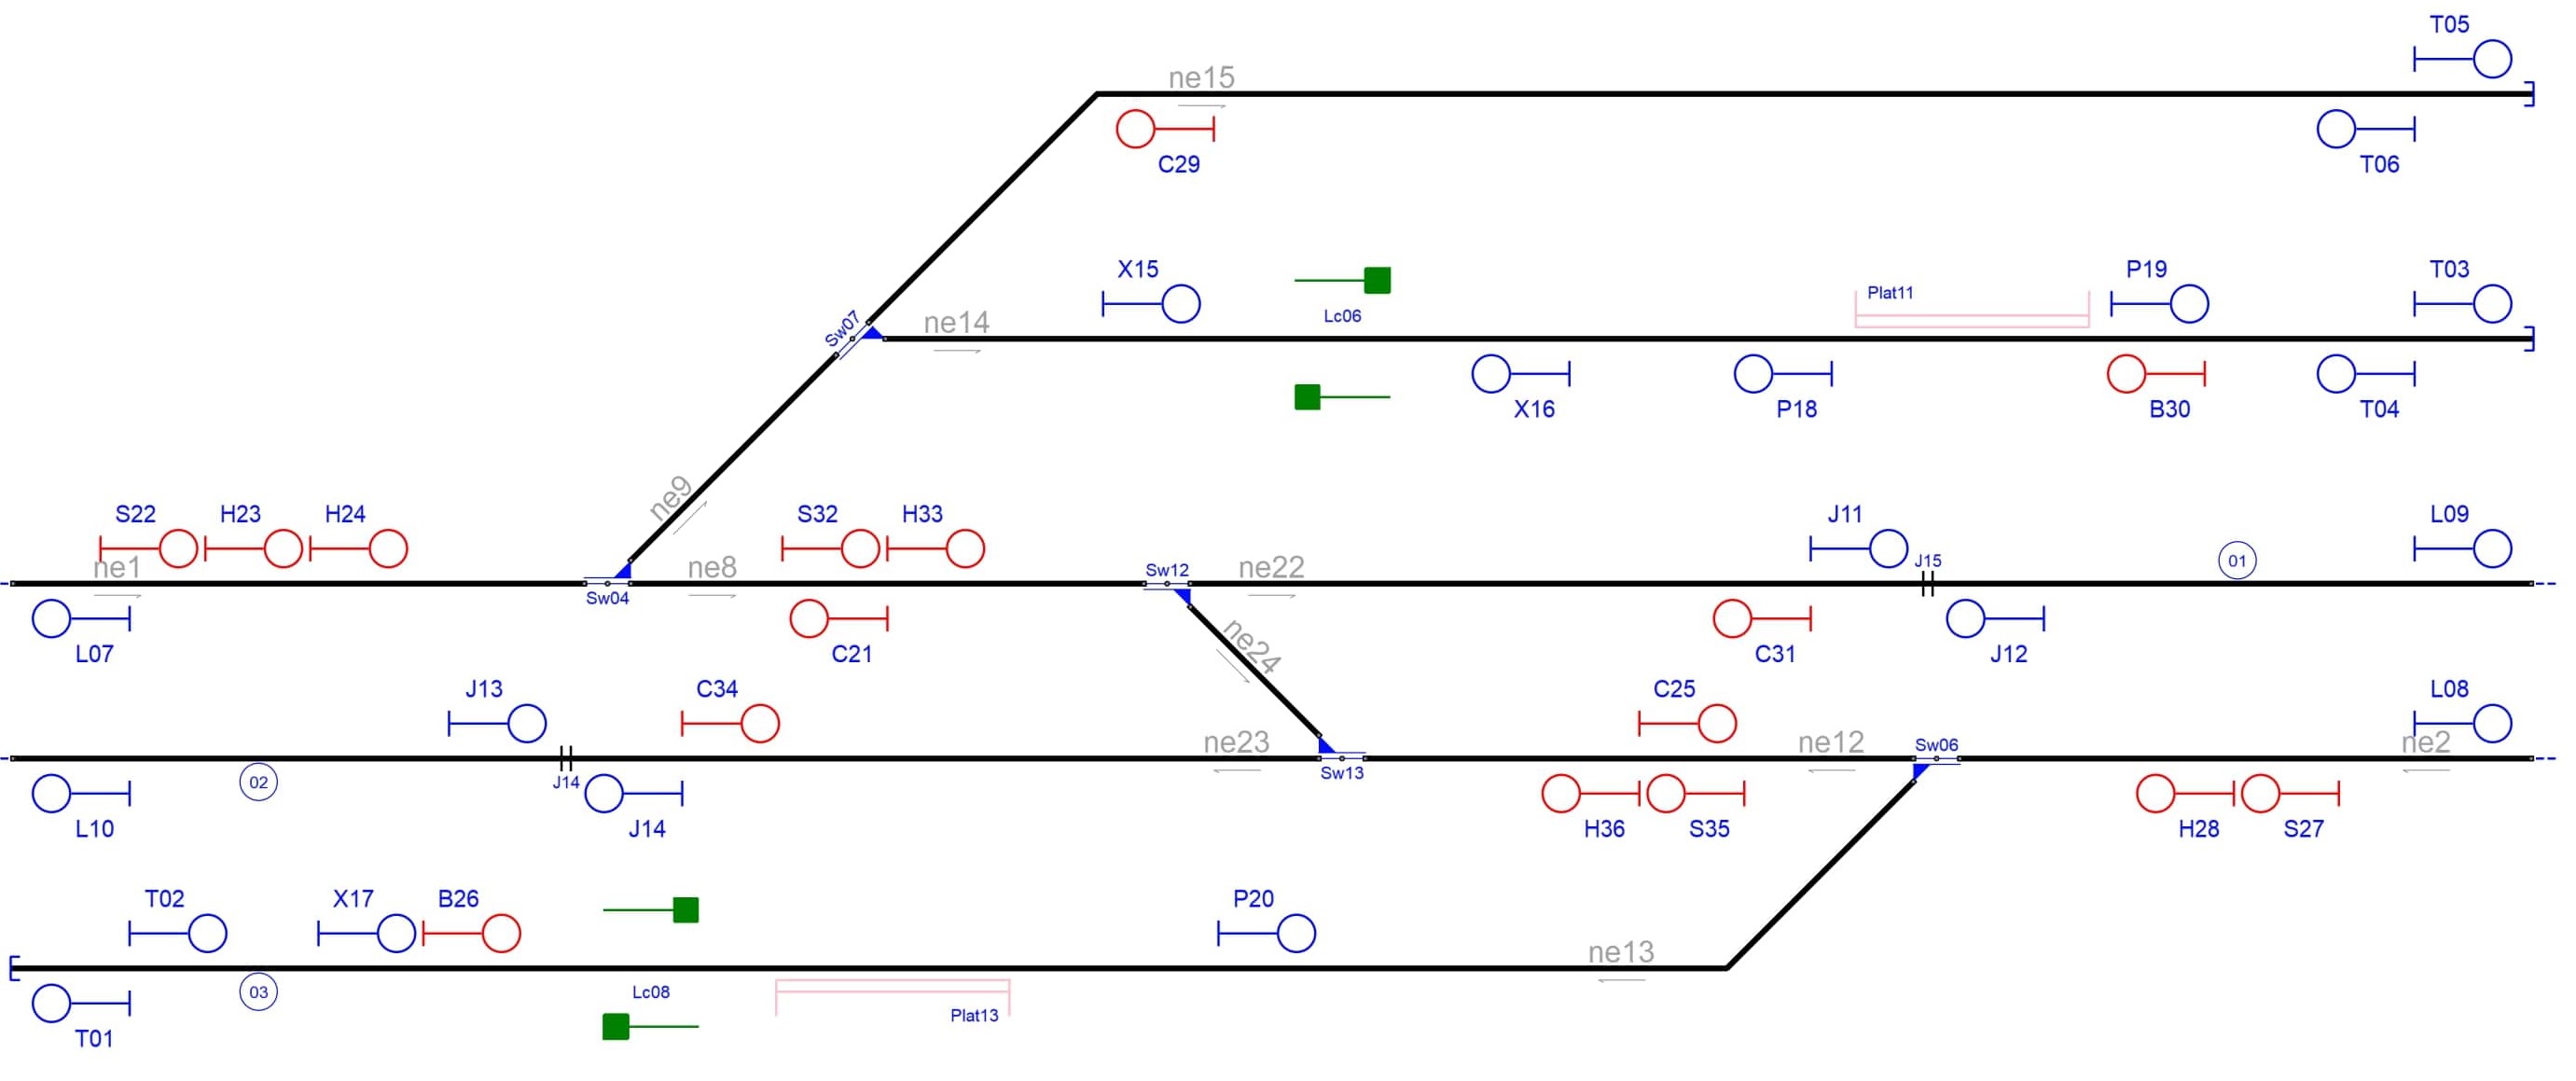 T05
ne15
C29
T06
X15
Lc06
Plat11
P19
T03
Sw07
ne14
X16
P18
B30
T04
ne9
S22
H23
H24
S32
H33
J11
L09
ne1
ne8
Sw12
ne22
J15
01
Sw04
L07
C21
ne24
C31
J12
J13
C34
C25
L08
ne23
ne12
Sw06
ne2
02
J14
Sw13
L10
J14
H36
S35
H28
S27
T02
X17
B26
P20
ne13
03
Lc08
Plat13
T01